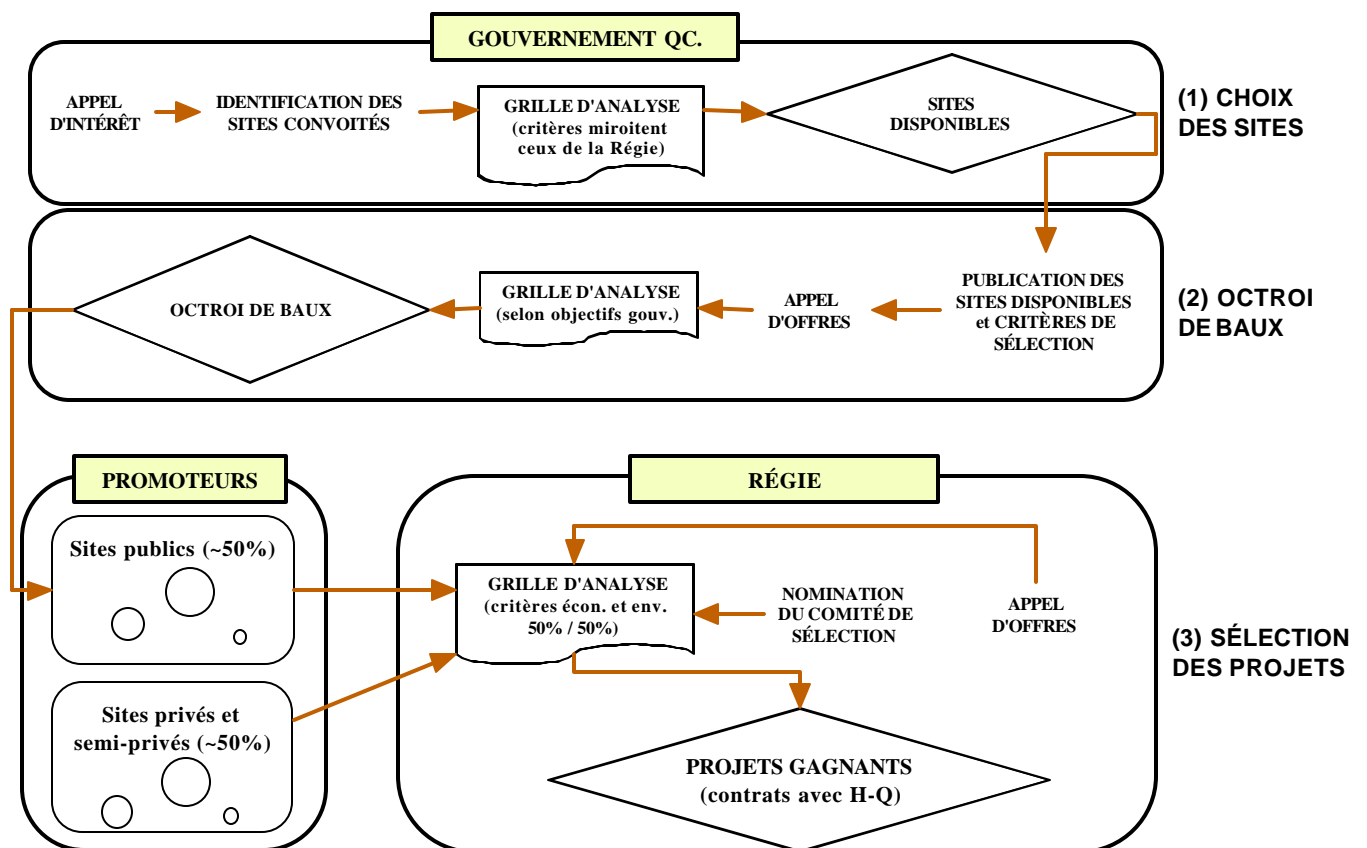 GOUVERNEMENT QC.
APPEL
D'INTÉRÊT
IDENTIFICATION DES
SITES CONVOITÉS
GRILLE D'ANALYSE
(critères miroitent
ceux de la Régie)
SITES
DISPONIBLES
(1) CHOIX
DES SITES
OCTROI DE BAUX
GRILLE D'ANALYSE
(selon objectifs gouv.)
APPEL
D'OFFRES
PUBLICATION DES
SITES DISPONIBLES
et CRITÈRES DE
SÉLECTION
(2) OCTROI
DE BAUX
PROMOTEURS
Sites publics (~50%)
Sites privés et
semi-privés (~50%)
RÉGIE
GRILLE D'ANALYSE
(critères écon. et env.
50% / 50%)
NOMINATION
DU COMITÉ DE
SÉLECTION
APPEL
D'OFFRES
PROJETS GAGNANTS
(contrats avec H-Q)
(3) SÉLECTION
DES PROJETS